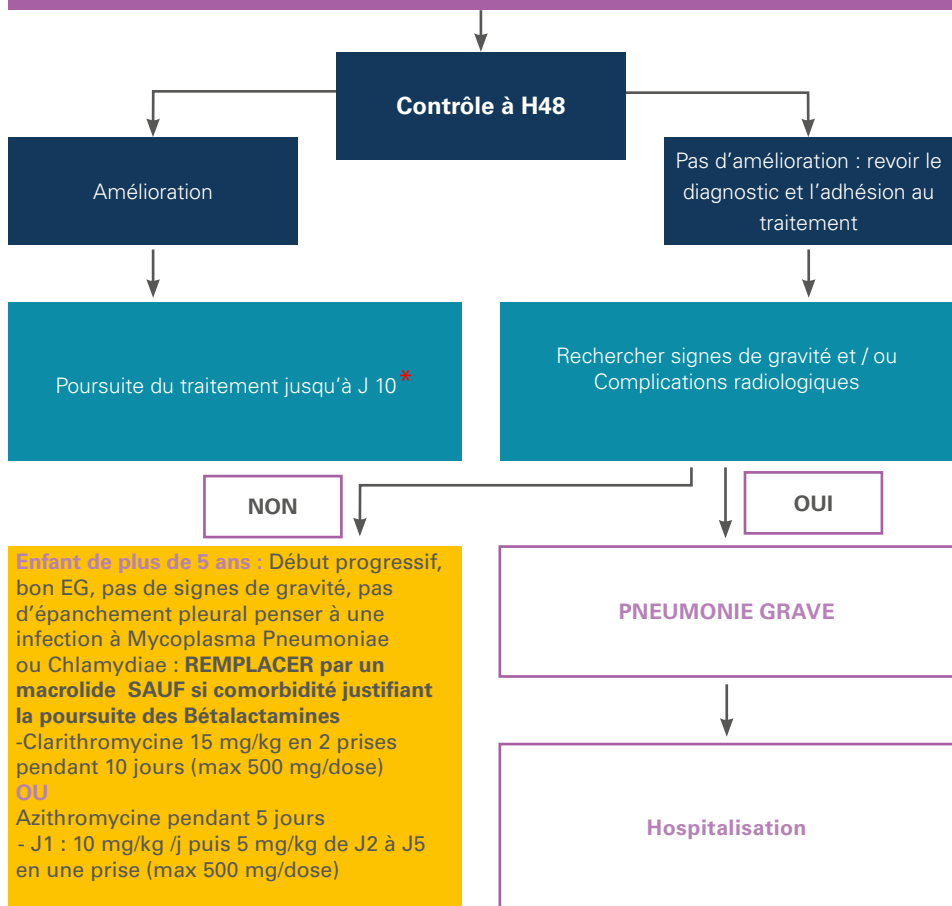 Contrôle à H48
Amélioration
Pas d'amélioration : revoir le
diagnostic et l'adhésion au
traitement
Poursuite du traitement jusqu'à J 10*
Rechercher signes de gravité et / ou
Complications radiologiques
NON
OUI
Enfant de plus de 5 ans : Début progressif,
bon EG, pas de signes de gravité, pas
d'épanchement pleural penser à une
infection à Mycoplasma Pneumoniae
ou Chlamydiae : REMPLACER par un
macrolide SAUF si comorbidité justifiant
la poursuite des Bétalactamines
-Clarithromycine 15 mg/kg en 2 prises
pendant 10 jours (max 500 mg/dose)
OU
Azithromycine pendant 5 jours
- J1 : 10 mg/kg /j puis 5 mg/kg de J2 à J5
en une prise (max 500 mg/dose)
PNEUMONIE GRAVE
Hospitalisation